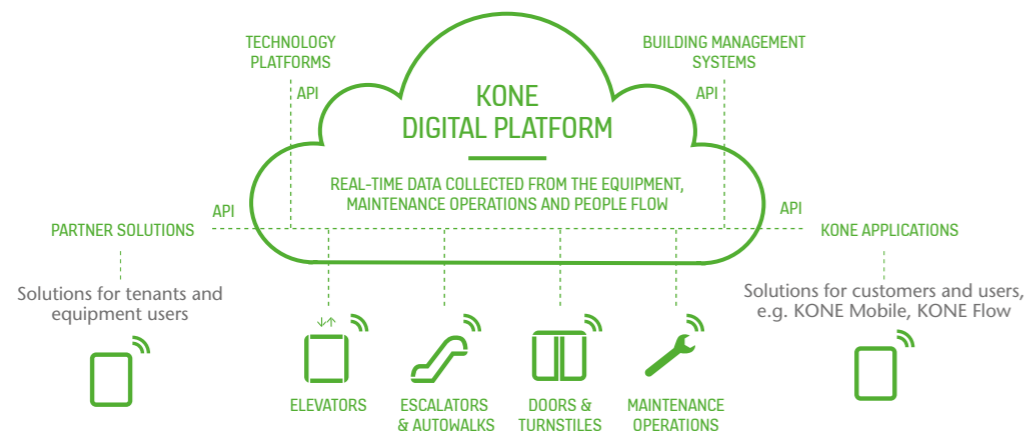 TECHNOLOGY
PLATFORMS
BUILDING MANAGEMENT
SYSTEMS
API
API
KONE
DIGITAL PLATFORM
REAL-TIME DATA COLLECTED FROM THE EQUIPMENT,
MAINTENANCE OPERATIONS AND PEOPLE FLOW
API
API
PARTNER SOLUTIONS
KONE APPLICATIONS
Solutions for tenants and
equipment users
Solutions for customers and users,
e.g. KONE Mobile, KONE Flow
ELEVATORS
ESCALATORS
& AUTOWALKS
DOORS &
TURNSTILES
MAINTENANCE
OPERATIONS